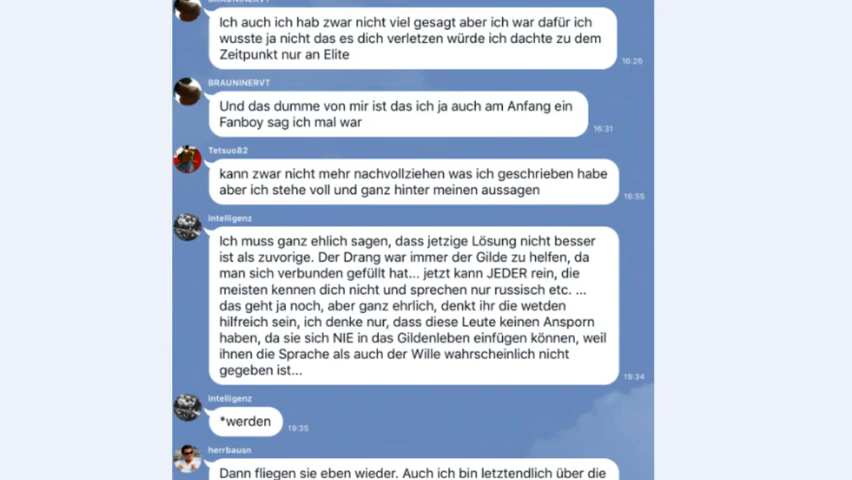 BRAUNINERVT
Ich auch ich hab zwar nicht viel gesagt aber ich war dafür ich
wusste ja nicht das es dich verletzen würde ich dachte zu dem
Zeitpunkt nur an Elite
16:26
BRAUNINERVT
Und das dumme von mir ist das ich ja auch am Anfang ein
Fanboy sag ich mal war
16:31
Tetsuo82
kann zwar nicht mehr nachvollziehen was ich geschrieben habe
aber ich stehe voll und ganz hinter meinen aussagen
16:55
Intelligenz
Ich muss ganz ehlich sagen, dass jetzige Lösung nicht besser
ist als zuvorige. Der Drang war immer der Gilde zu helfen, da
man sich verbunden gefüllt hat... jetzt kann JEDER rein, die
meisten kennen dich nicht und sprechen nur russisch etc. ...
das geht ja noch, aber ganz ehrlich, denkt ihr die wetden
hilfreich sein, ich denke nur, dass diese Leute keinen Ansporn
haben, da sie sich NIE in das Gildenleben einfügen können, weil
ihnen die Sprache als auch der Wille wahrscheinlich nicht
gegeben ist...
19:34
Intelligenz
*werden
19:35
herrbausn
Dann fliegen sie eben wieder. Auch ich bin letztendlich über die